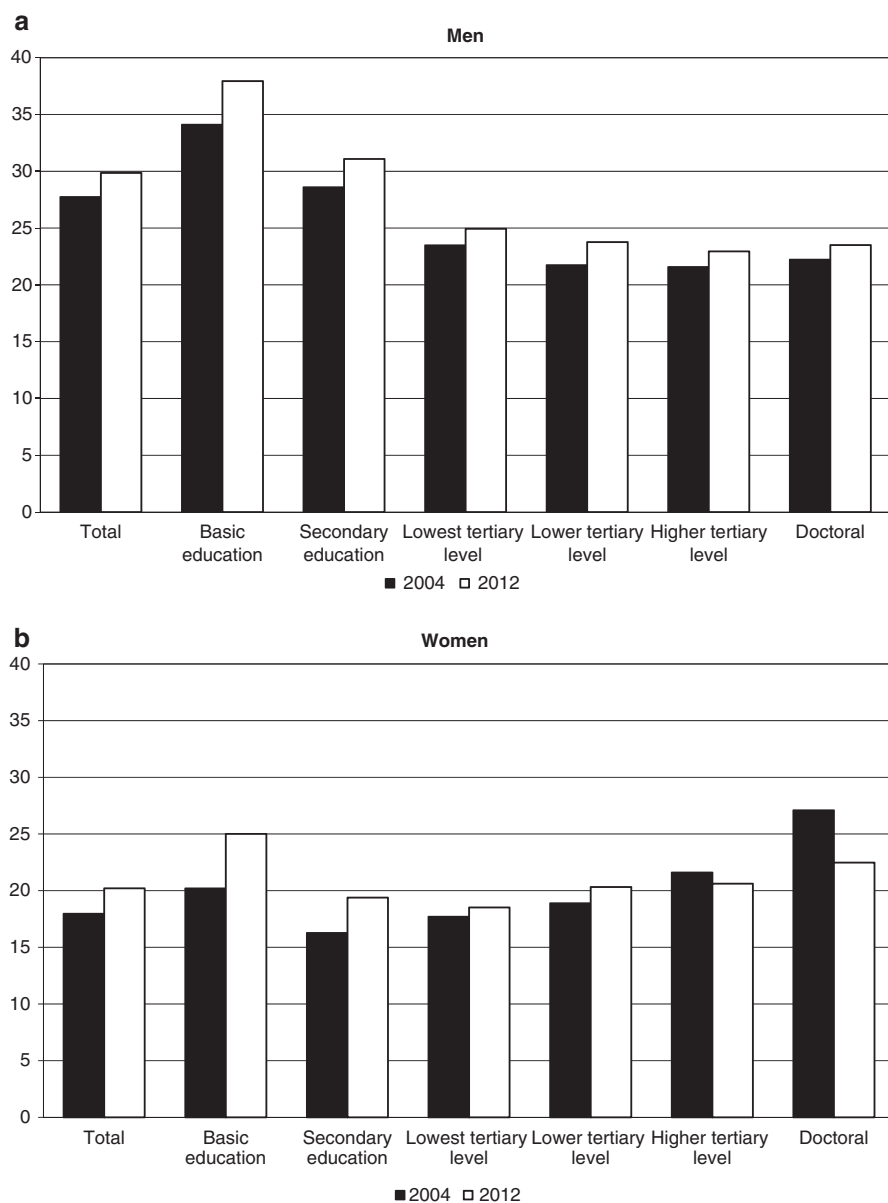 a
Men
40
35
30
25
20
15
10
5
0
Total
Basic
education
Secondary
education
Lowest tertiary
level
Lower tertiary
level
Higher tertiary
level
Doctoral
2004 2012
b
Women
40
35
30
25
20
15
10
5
0
Total
Basic
education
Secondary
education
Lowest tertiary
level
Lower tertiary
level
Higher tertiary
level
Doctoral
2004 2012